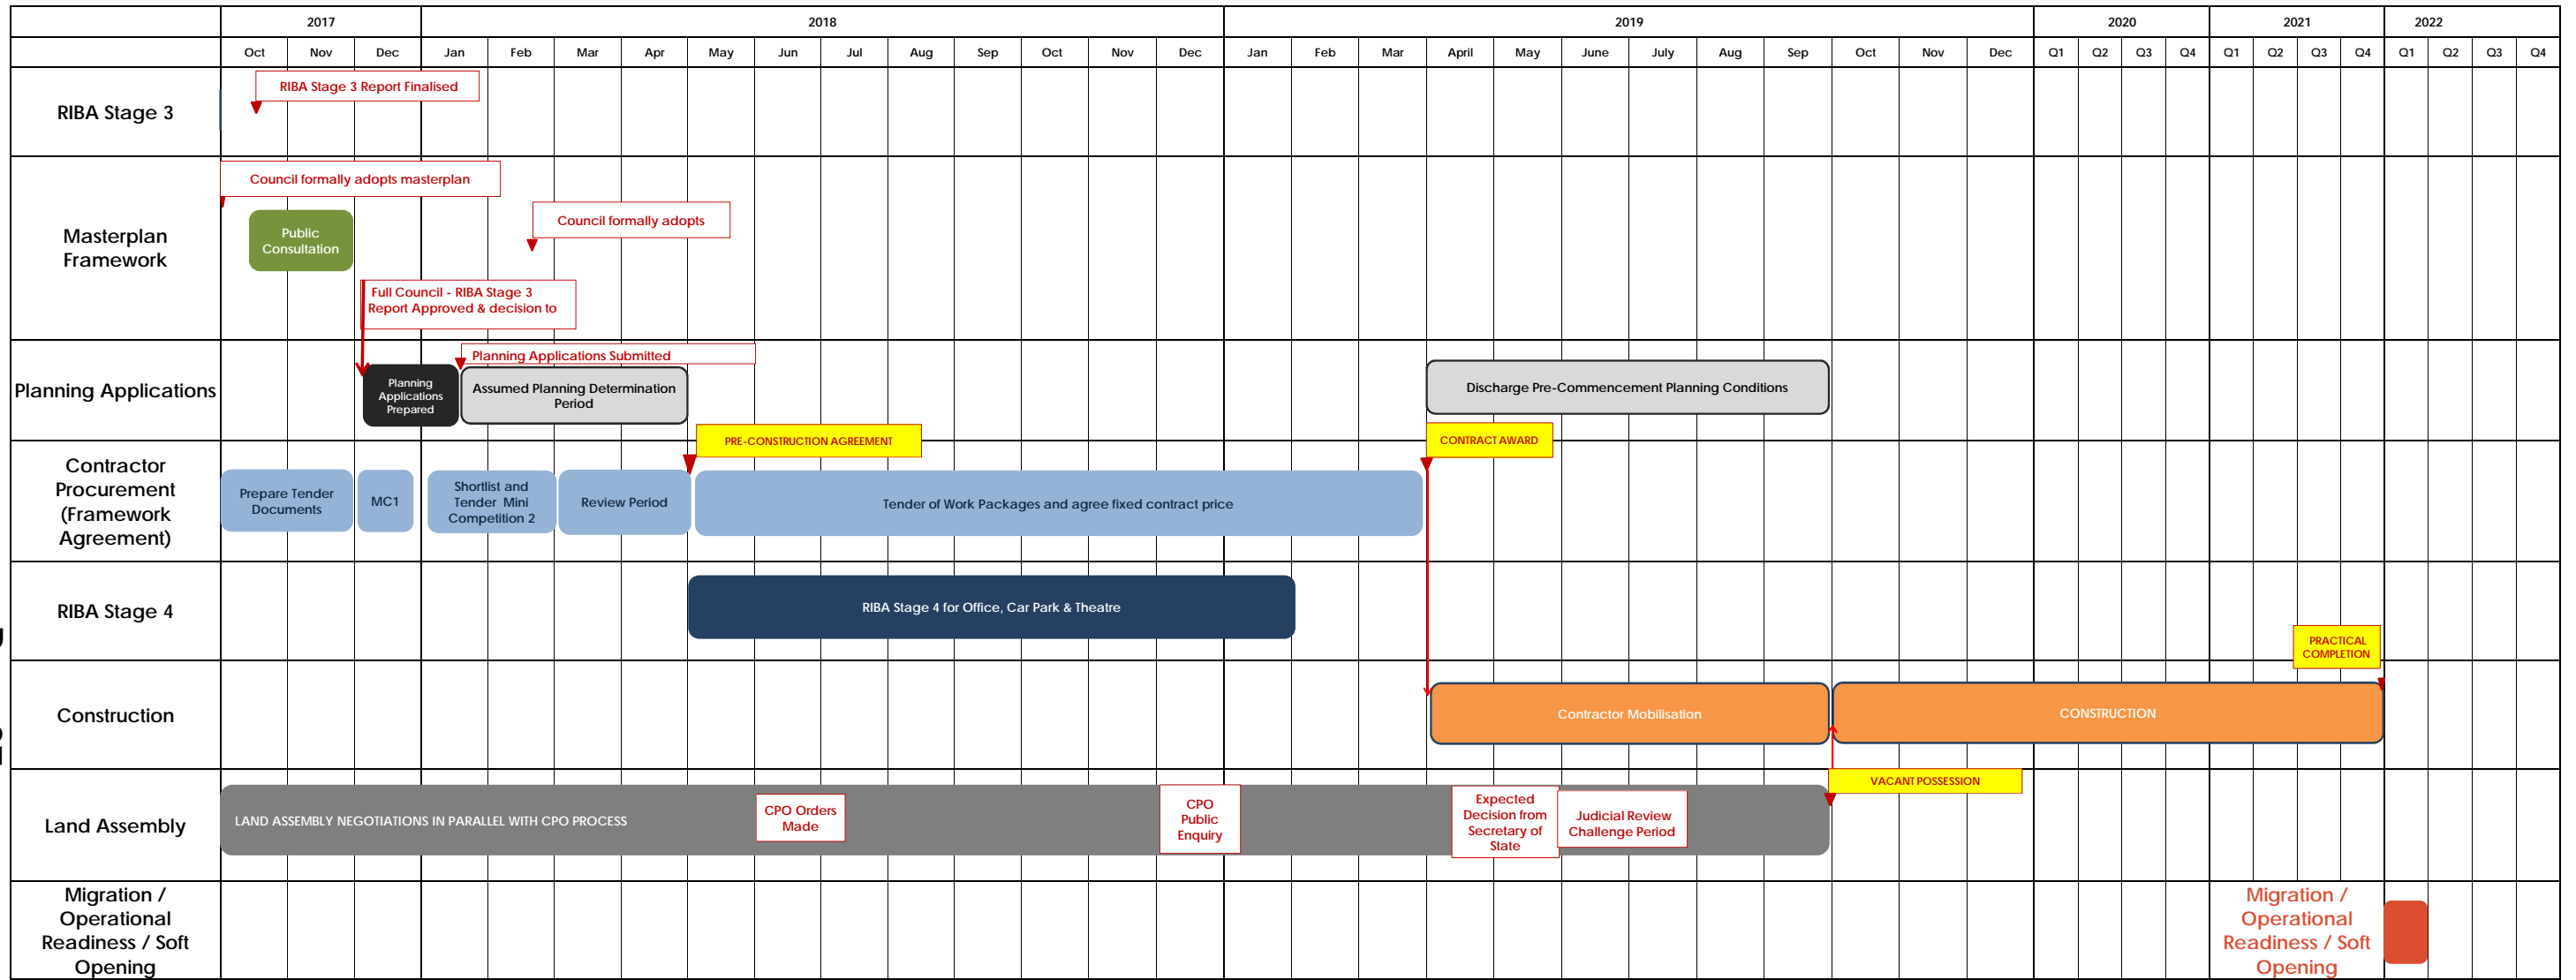 2017 2018 2019 2020 2021 2022
Oct Nov Dec Jan Feb Mar Apr May Jun Jul Aug Sep Oct Nov Dec Jan Feb Mar April May June July Aug Sep Oct Nov Dec Q1 Q2 Q3 Q4 Q1 Q2 Q3 Q4 Q1 Q2 Q3 Q4
RIBA Stage 3
RIBA Stage 3 Report Finalised
Masterplan
Framework
Council formally adopts masterplan
Public
Consultation
Council formally adopts
Full Council - RIBA Stage 3
Report Approved & decision to
Planning Applications
Planning Applications Submitted
Planning
Applications
Prepared
Assumed Planning Determination
Period
Discharge Pre-Commencement Planning Conditions
Contractor
Procurement
(Framework
Agreement)
PRE-CONSTRUCTION AGREEMENT
CONTRACT AWARD
Prepare Tender
Documents
MC1
Shortlist and
Tender Mini
Competition 2
Review Period
Tender of Work Packages and agree fixed contract price
RIBA Stage 4
RIBA Stage 4 for Office, Car Park & Theatre
PRACTICAL
COMPLETION
Construction
Contractor Mobilisation
CONSTRUCTION
Land Assembly
VACANT POSSESSION
LAND ASSEMBLY NEGOTIATIONS IN PARALLEL WITH CPO PROCESS
CPO Orders
Made
CPO
Public
Enquiry
Expected
Decision from
Secretary of
State
Judicial Review
Challenge Period
Migration /
Operational
Readiness / Soft
Opening
Migration /
Operational
Readiness / Soft
Opening